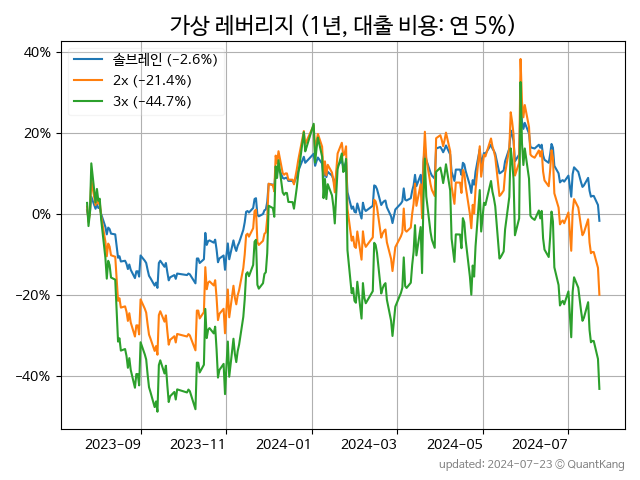 가상 레버리지 (1년, 대출 비용: 연 5%)
솔브레인 (−2.6%)
2x (−21.4%)
3x (−44.7%)
40%
20%
0%
−20%
−40%
2023-09 2023-11 2024-01 2024-03 2024-05 2024-07
updated: 2024-07-23 © QuantKang